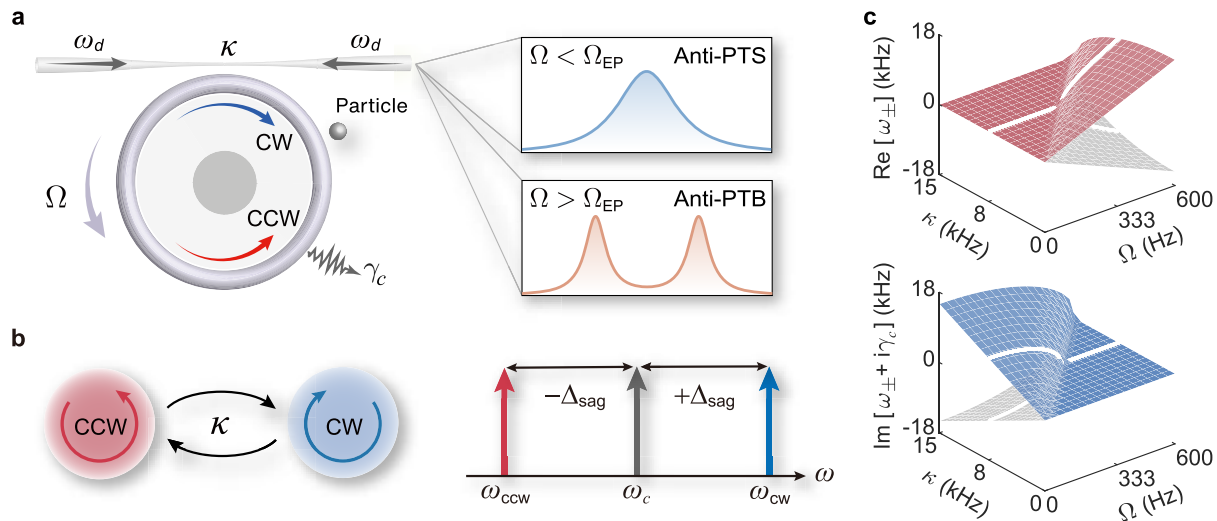 a
ω_d
κ
ω_d
Particle
CW
CCW
Ω
γ_c
Ω < Ω_EP
Anti-PTS
Ω > Ω_EP
Anti-PTB
b
CCW
κ
CW
−Δ_sag
+Δ_sag
ω_CCW
ω_c
ω_CW
ω
c
Re [ω_±] (kHz)
18
0
-18
15
8
0
κ (kHz)
0
333
600
Ω (Hz)
Im [ω_± + iγ_c] (kHz)
18
0
-18
15
8
0
κ (kHz)
0
333
600
Ω (Hz)